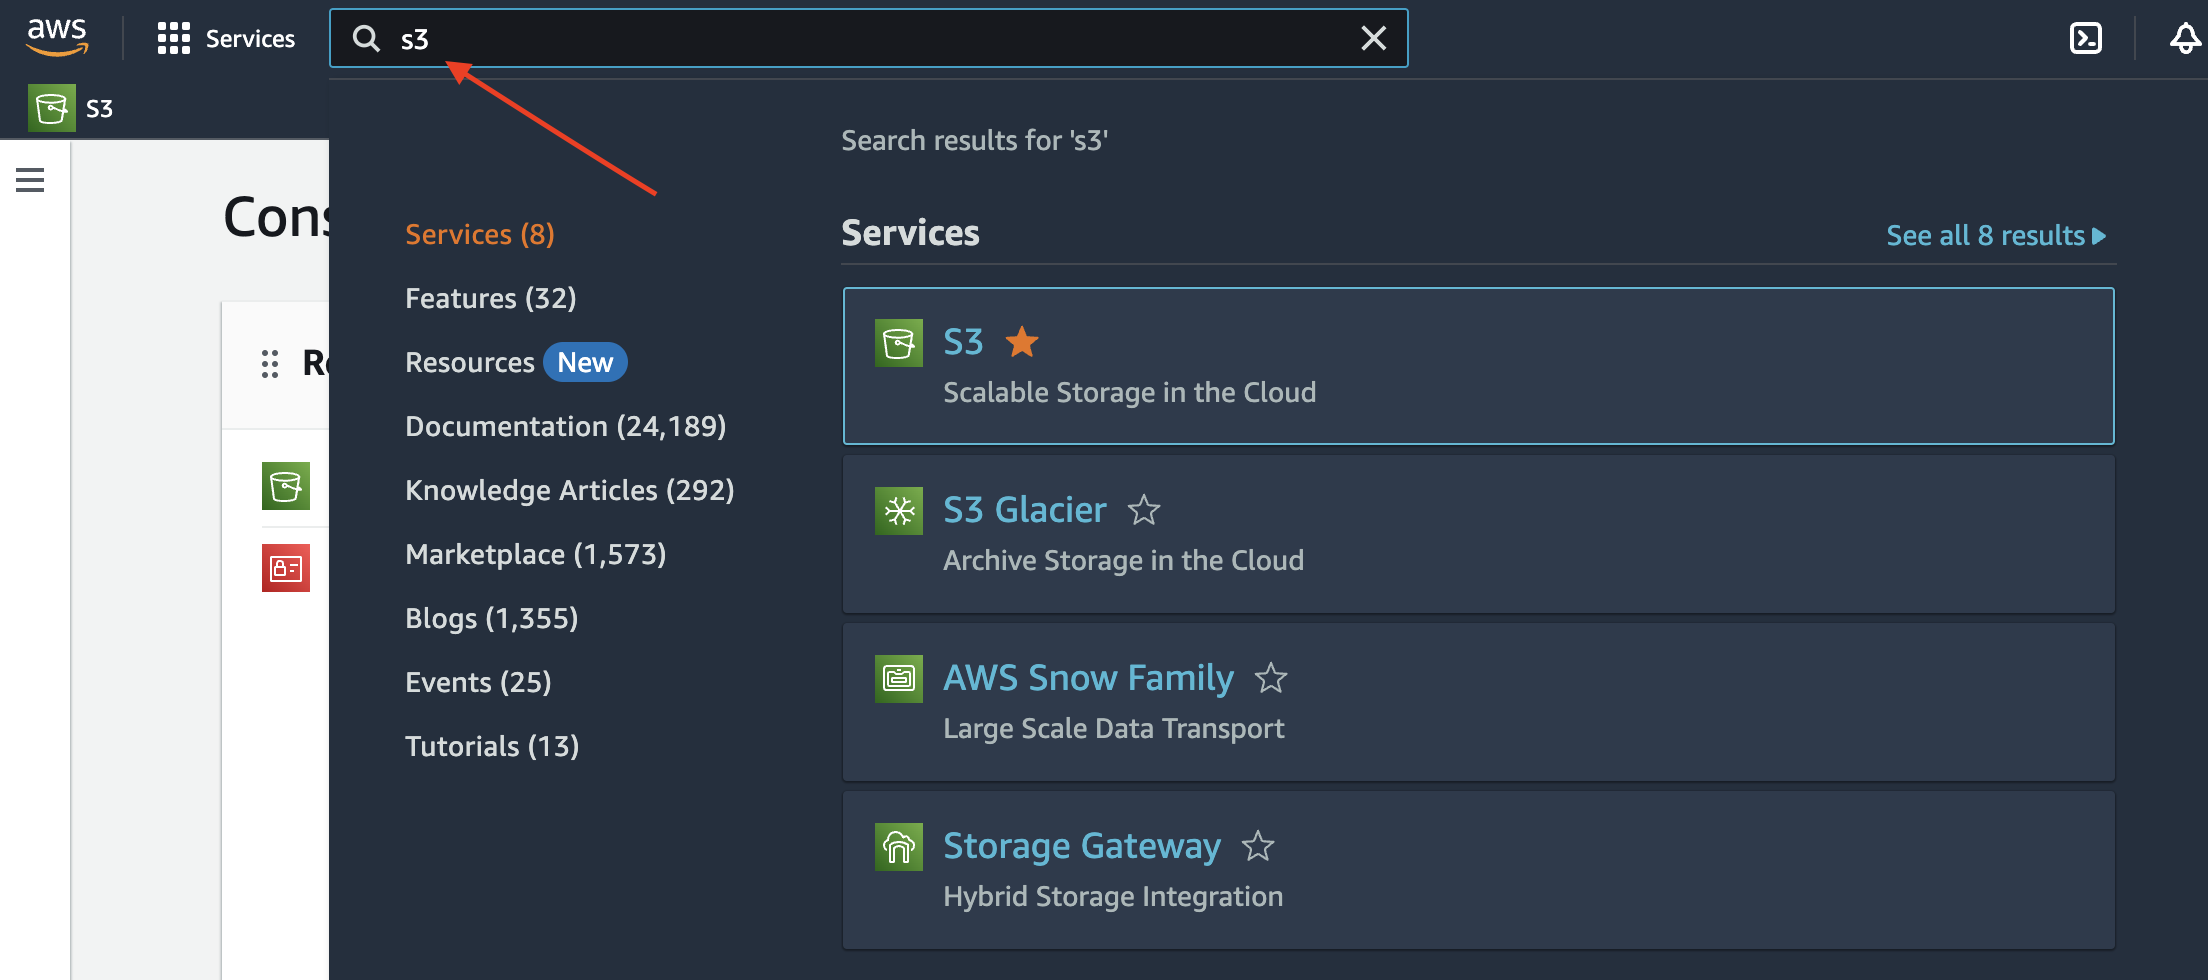 aws
Services
s3
S3
Search results for 's3'
Cons
Services (8)
Features (32)
Resources New
Documentation (24,189)
Knowledge Articles (292)
Marketplace (1,573)
Blogs (1,355)
Events (25)
Tutorials (13)
Services
See all 8 results
S3
Scalable Storage in the Cloud
S3 Glacier
Archive Storage in the Cloud
AWS Snow Family
Large Scale Data Transport
Storage Gateway
Hybrid Storage Integration
Re